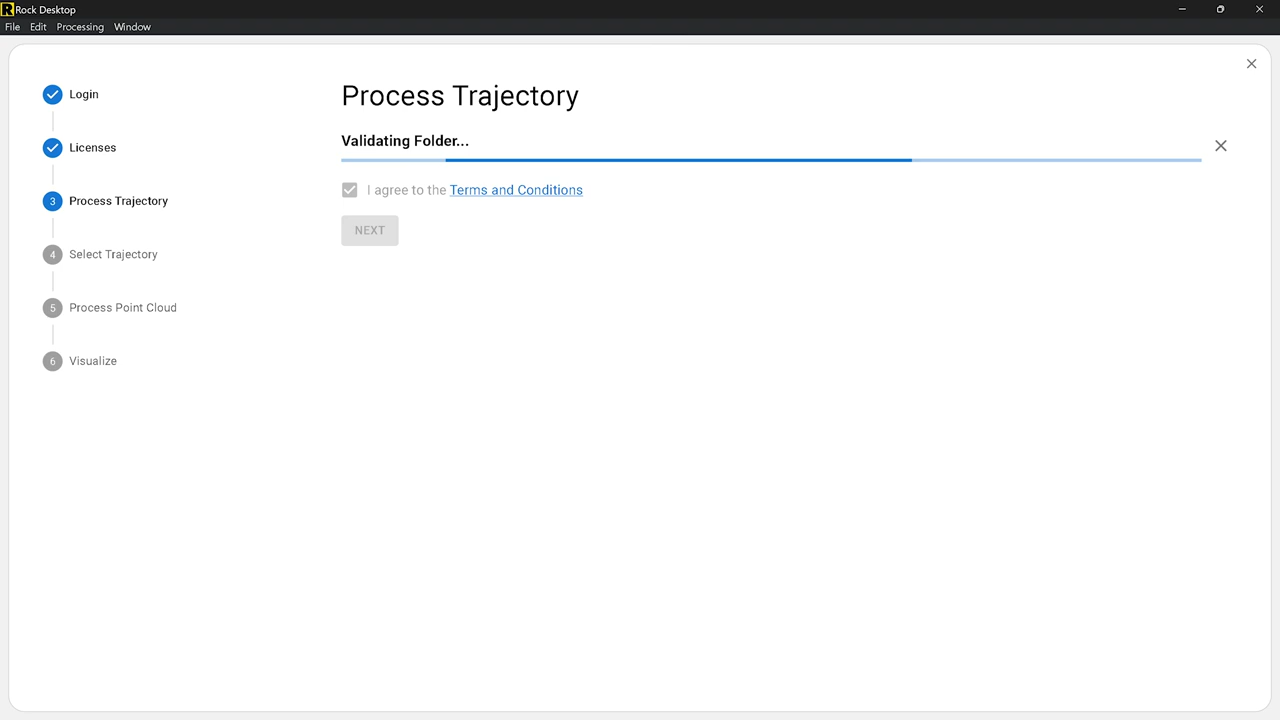 R Rock Desktop
File Edit Processing Window
Login
Licenses
3 Process Trajectory
4 Select Trajectory
5 Process Point Cloud
6 Visualize
Process Trajectory
Validating Folder...
I agree to the Terms and Conditions
NEXT